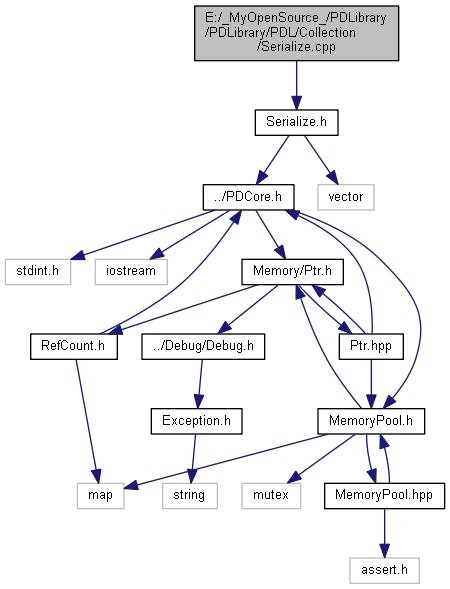 E:/_MyOpenSource_/PDLibrary
/PDLibrary/PDL/Collection
/Serialize.cpp
Serialize.h
../PDCore.h
vector
stdint.h
iostream
Memory/Ptr.h
RefCount.h
../Debug/Debug.h
Ptr.hpp
Exception.h
MemoryPool.h
map
string
mutex
MemoryPool.hpp
assert.h